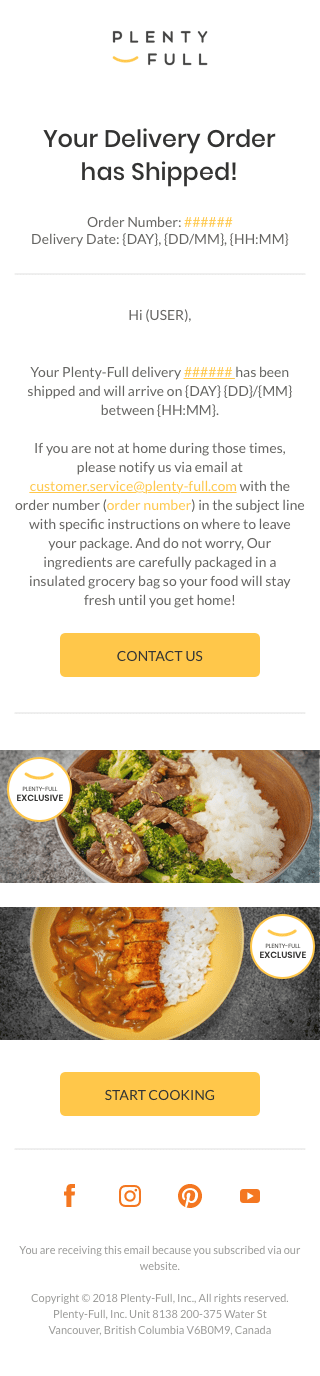 PLENTY
FULL
Your Delivery Order
has Shipped!
Order Number: ######
Delivery Date: {DAY}, {DD/MM}, {HH:MM}
Hi (USER),
Your Plenty-Full delivery ###### has been
shipped and will arrive on {DAY} {DD}/{MM}
between {HH:MM}.
If you are not at home during those times,
please notify us via email at
customer.service@plenty-full.com with the
order number (order number) in the subject line
with specific instructions on where to leave
your package. And do not worry, Our
ingredients are carefully packaged in a
insulated grocery bag so your food will stay
fresh until you get home!
CONTACT US
PLENTY-FULL
EXCLUSIVE
PLENTY-FULL
EXCLUSIVE
START COOKING
You are receiving this email because you subscribed via our
website.
Copyright © 2018 Plenty-Full, Inc., All rights reserved.
Plenty-Full, Inc. Unit 8138 200-375 Water St
Vancouver, British Columbia V6B0M9, Canada